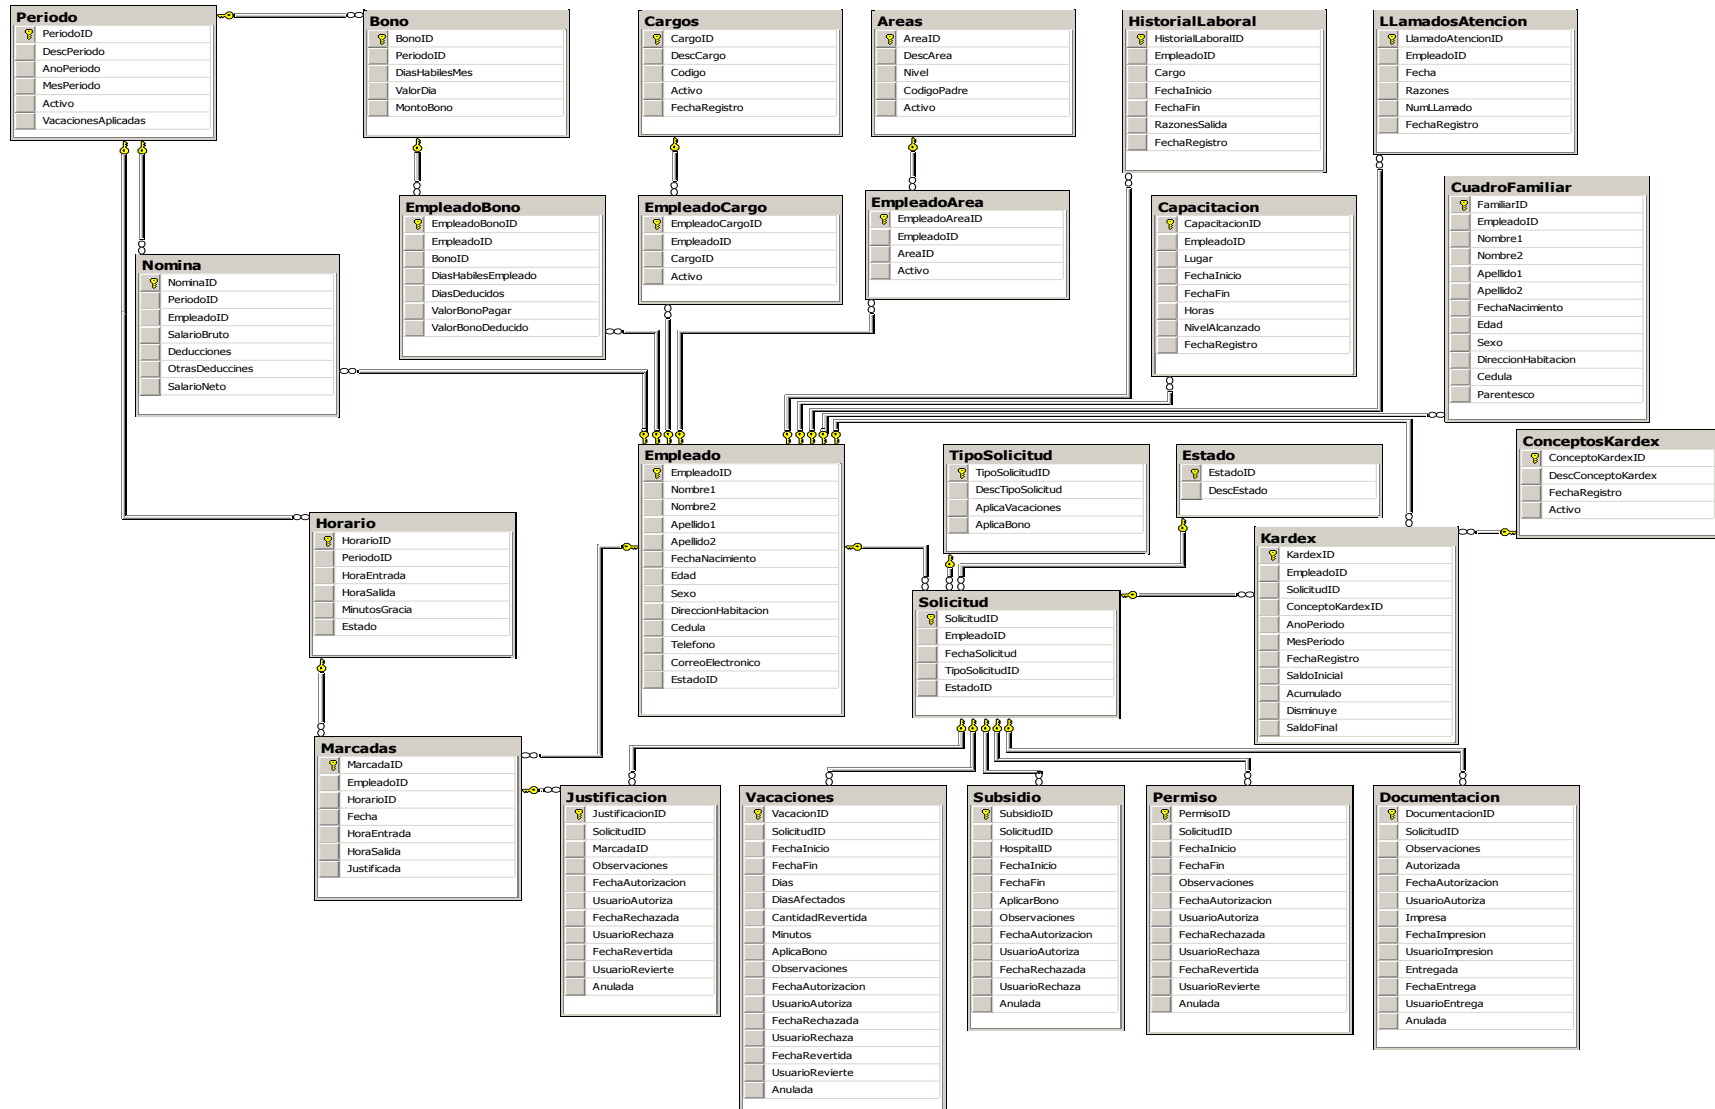 Periodo
PeriodoID
DescPeriodo
AnoPeriodo
MesPeriodo
Activo
VacacionesAplicadas
Bono
BonoID
PeriodoID
DiasHabilesMes
ValorDia
MontoBono
Cargos
CargoID
DescCargo
Codigo
Activo
FechaRegistro
Areas
AreaID
DescArea
Nivel
CodigoPadre
Activo
HistorialLaboral
HistorialLaboralID
EmpleadoID
Cargo
FechaInicio
FechaFin
RazonesSalida
FechaRegistro
LLamadosAtencion
LlamadoAtencionID
EmpleadoID
Fecha
Razones
NumLLamado
FechaRegistro
EmpleadoBono
EmpleadoBonoID
EmpleadoID
BonoID
DiasHabilesEmpleado
DiasDeducidos
ValorBonoPagar
ValorBonoDeducido
EmpleadoCargo
EmpleadoCargoID
EmpleadoID
CargoID
Activo
EmpleadoArea
EmpleadoAreaID
EmpleadoID
AreaID
Activo
Capacitacion
CapacitacionID
EmpleadoID
Lugar
FechaInicio
FechaFin
Horas
NivelAlcanzado
FechaRegistro
CuadroFamiliar
FamiliarID
EmpleadoID
Nombre1
Nombre2
Apellido1
Apellido2
FechaNacimiento
Edad
Sexo
DireccionHabitacion
Cedula
Parentesco
Nomina
NominaID
PeriodoID
EmpleadoID
SalarioBruto
Deducciones
OtrasDeduccines
SalarioNeto
Empleado
EmpleadoID
Nombre1
Nombre2
Apellido1
Apellido2
FechaNacimiento
Edad
Sexo
DireccionHabitacion
Cedula
Telefono
CorreoElectronico
EstadoID
TipoSolicitud
TipoSolicitudID
DescTipoSolicitud
AplicaVacaciones
AplicaBono
Estado
EstadoID
DescEstado
ConceptosKardex
ConceptoKardexID
DescConceptoKardex
FechaRegistro
Activo
Horario
HorarioID
PeriodoID
HoraEntrada
HoraSalida
MinutosGracia
Estado
Kardex
KardexID
EmpleadoID
SolicitudID
ConceptoKardexID
AnoPeriodo
MesPeriodo
FechaRegistro
SaldoInicial
Acumulado
Disminuye
SaldoFinal
Solicitud
SolicitudID
EmpleadoID
FechaSolicitud
TipoSolicitudID
EstadoID
Marcadas
MarcadaID
EmpleadoID
HorarioID
Fecha
HoraEntrada
HoraSalida
Justificada
Justificacion
JustificacionID
SolicitudID
MarcadaID
Observaciones
FechaAutorizacion
UsuarioAutoriza
FechaRechazada
UsuarioRechaza
FechaRevertida
UsuarioRevierte
Anulada
Vacaciones
VacacionID
SolicitudID
FechaInicio
FechaFin
Dias
DiasAfectados
CantidadRevertida
Minutos
AplicaBono
Observaciones
FechaAutorizacion
UsuarioAutoriza
FechaRechazada
UsuarioRechaza
FechaRevertida
UsuarioRevierte
Anulada
Subsidio
SubsidioID
SolicitudID
HospitalID
FechaInicio
FechaFin
AplicarBono
Observaciones
FechaAutorizacion
UsuarioAutoriza
FechaRechazada
UsuarioRechaza
Anulada
Permiso
PermisoID
SolicitudID
FechaInicio
FechaFin
Observaciones
FechaAutorizacion
UsuarioAutoriza
FechaRechazada
UsuarioRechaza
FechaRevertida
UsuarioRevierte
Anulada
Documentacion
DocumentacionID
SolicitudID
Observaciones
Autorizada
FechaAutorizacion
UsuarioAutoriza
Impresa
FechaImpresion
UsuarioImpresion
Entregada
FechaEntrega
UsuarioEntrega
Anulada